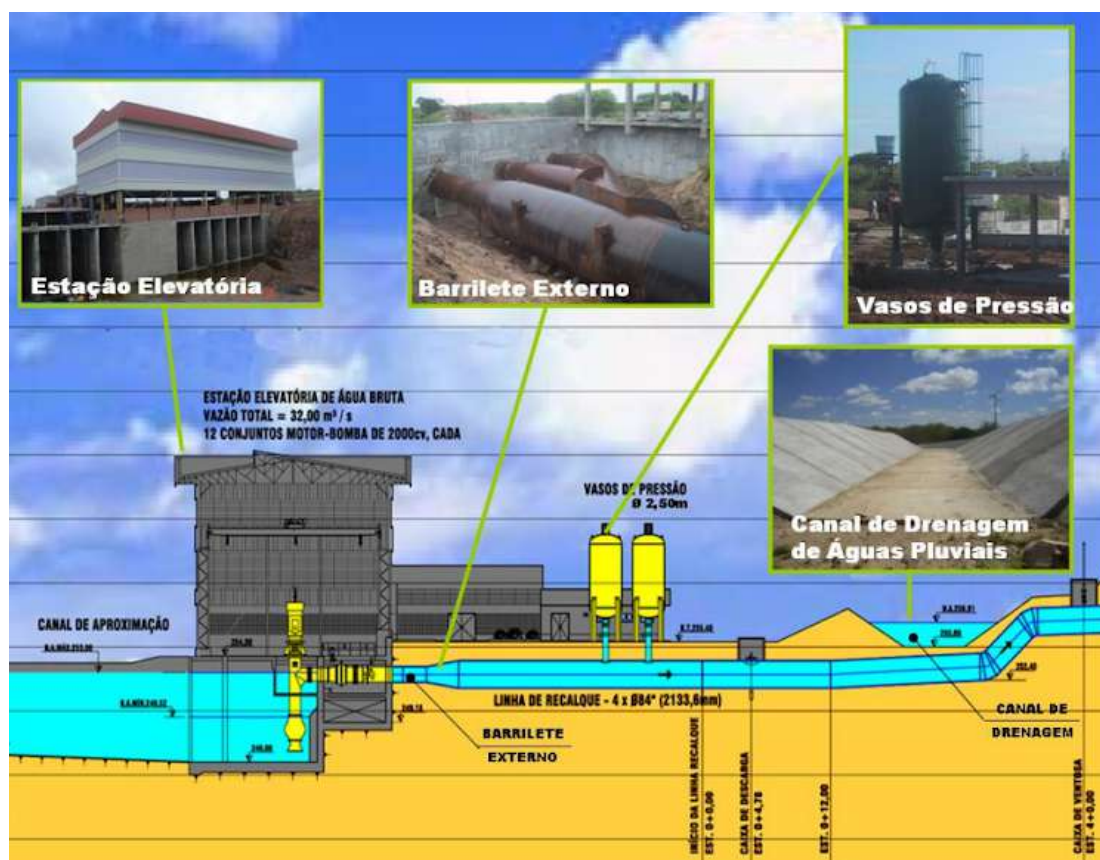 Estação Elevatória
Barrilete Externo
Vasos de Pressão
ESTAÇÃO ELEVATÓRIA DE ÁGUA BRUTA
VAZÃO TOTAL = 32,00 m³ / s
12 CONJUNTOS MOTOR-BOMBA DE 2000cv, CADA
VASOS DE PRESSÃO
Ø 2,50m
Canal de Drenagem
de Águas Pluviais
CANAL DE APROXIMAÇÃO
LINHA DE RECALQUE - 4 x Ø84" (2133,6mm)
BARRILETE
EXTERNO
CANAL DE
DRENAGEM
252,40
INÍCIO DA LINHA RECALQUE
EST. 0+0,00
CAIXA DE DESCARGA
EST. 0+4,78
EST. 0+12,00
CAIXA DE VENTOSA
EST. 4+0,00